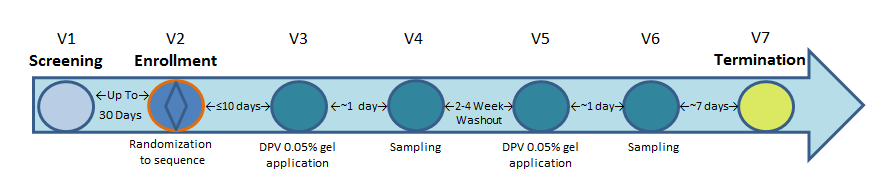 V1 V2 V3 V4 V5 V6 V7
Screening Enrollment Termination
←Up To→ ←≤10 days→ ←~1 day→ ←2-4 Week→ ←~1 day→ ←~7 days→
30 Days Washout
Randomization DPV 0.05% gel Sampling DPV 0.05% gel Sampling
to sequence application application